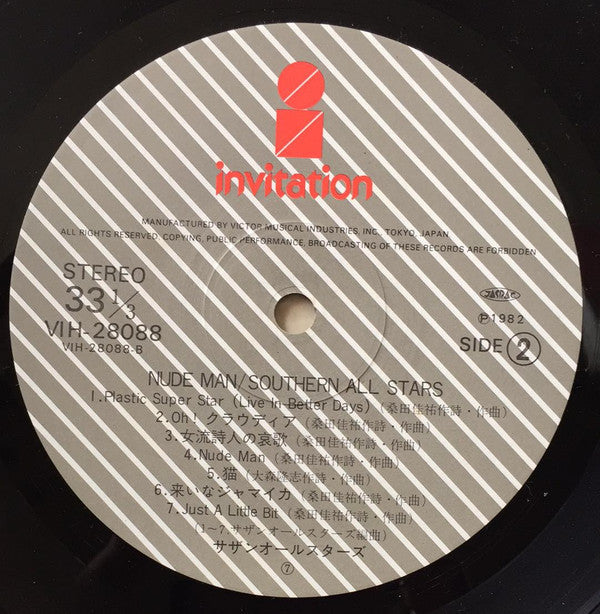 invitation
MANUFACTURED BY VICTOR MUSICAL INDUSTRIES, INC., TOKYO, JAPAN
ALL RIGHTS RESERVED. COPYING, PUBLIC PERFORMANCE, BROADCASTING OF THESE RECORDS ARE FORBIDDEN
STEREO
33 1/3
VIH-28088
VIH-28088-B
JASRAC
Ⓟ1982
SIDE ②
NUDE MAN/SOUTHERN ALL STARS
1.Plastic Super Star (Live In Better Days) (桑田佳祐作詩・作曲)
2.Oh! クラウディア (桑田佳祐作詩・作曲)
3.女流詩人の哀歌 (桑田佳祐作詩・作曲)
4.Nude Man (桑田佳祐作詩・作曲)
5.猫 (大森隆志作詩・作曲)
6.来いなジャマイカ (桑田佳祐作詩・作曲)
7.Just A Little Bit (桑田佳祐作詩・作曲)
(1~7.サザンオールスターズ編曲)
サザンオールスターズ
⑦